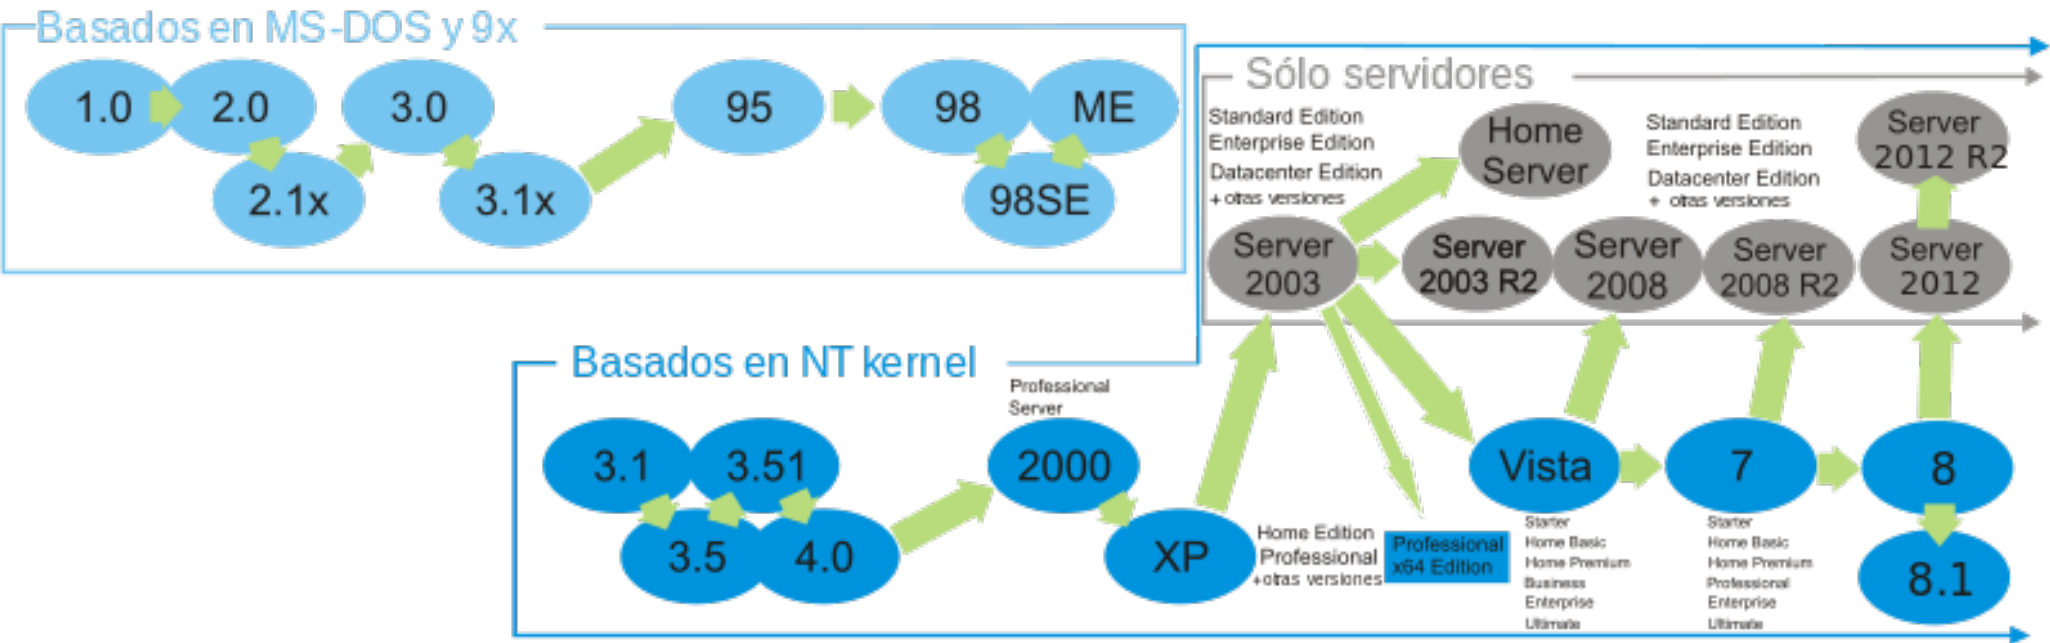 Basados en MS-DOS y 9x
1.0
2.0
3.0
95
98
ME
2.1x
3.1x
98SE
Sólo servidores
Standard Edition
Enterprise Edition
Datacenter Edition
+ otras versiones
Home
Server
Standard Edition
Enterprise Edition
Datacenter Edition
+ otras versiones
Server
2012 R2
Server
2003
Server
2003 R2
Server
2008
Server
2008 R2
Server
2012
Basados en NT kernel
Professional
Server
3.1
3.51
2000
Vista
7
8
3.5
4.0
XP
Home Edition
Professional
+otras versiones
Professional
x64 Edition
Starter
Home Basic
Home Premium
Business
Enterprise
Ultimate
Starter
Home Basic
Home Premium
Professional
Enterprise
Ultimate
8.1